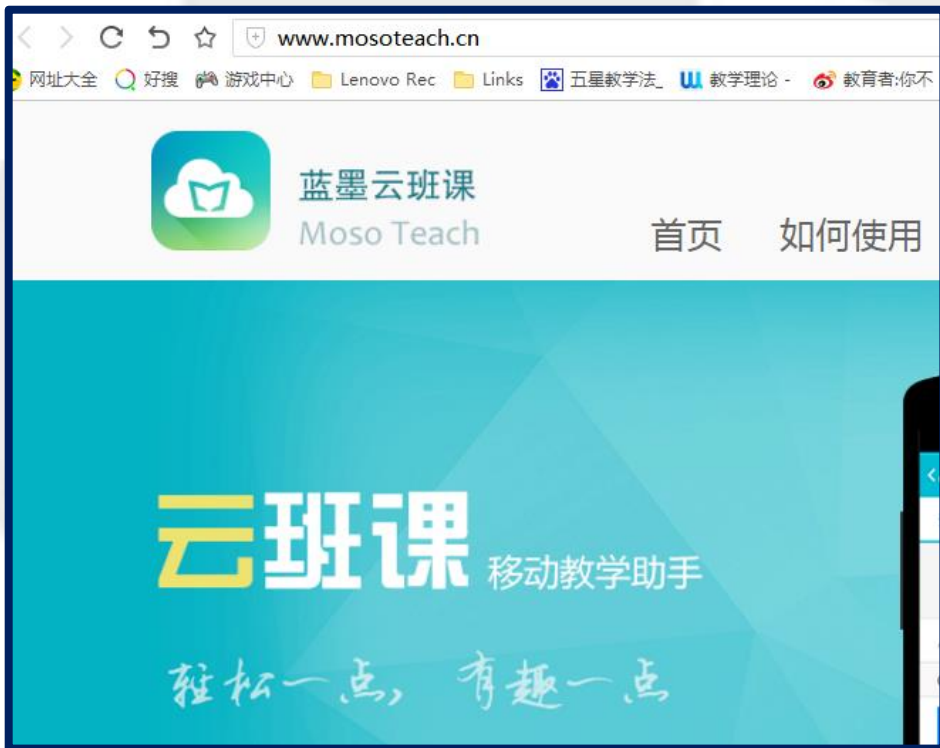 www.mosoteach.cn
网址大全 好搜 游戏中心 Lenovo Rec Links 五星教学法_ 教学理论 - 教育者:你不
蓝墨云班课
Moso Teach
首页 如何使用
云班课 移动教学助手
轻松一点, 有趣一点